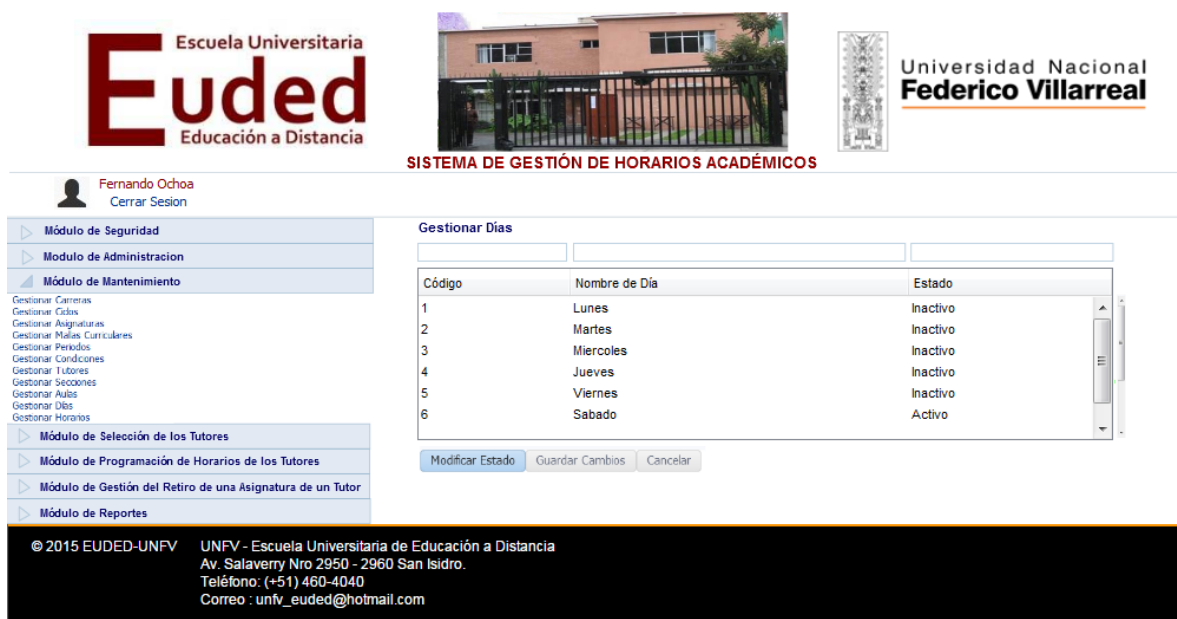 Escuela Universitaria
Euded
Educación a Distancia
Universidad Nacional
Federico Villarreal
SISTEMA DE GESTIÓN DE HORARIOS ACADÉMICOS
Fernando Ochoa
Cerrar Sesion
Módulo de Seguridad
Modulo de Administracion
Módulo de Mantenimiento
Gestionar Carreras
Gestionar Ciclos
Gestionar Asignaturas
Gestionar Mallas Curriculares
Gestionar Periodos
Gestionar Condiciones
Gestionar Tutores
Gestionar Secciones
Gestionar Aulas
Gestionar Días
Gestionar Horarios
Módulo de Selección de los Tutores
Módulo de Programación de Horarios de los Tutores
Módulo de Gestión del Retiro de una Asignatura de un Tutor
Módulo de Reportes
Gestionar Días
Código Nombre de Día Estado
1 Lunes Inactivo
2 Martes Inactivo
3 Miercoles Inactivo
4 Jueves Inactivo
5 Viernes Inactivo
6 Sabado Activo
Modificar Estado Guardar Cambios Cancelar
© 2015 EUDED-UNFV UNFV - Escuela Universitaria de Educación a Distancia
Av. Salaverry Nro 2950 - 2960 San Isidro.
Teléfono: (+51) 460-4040
Correo : unfv_euded@hotmail.com